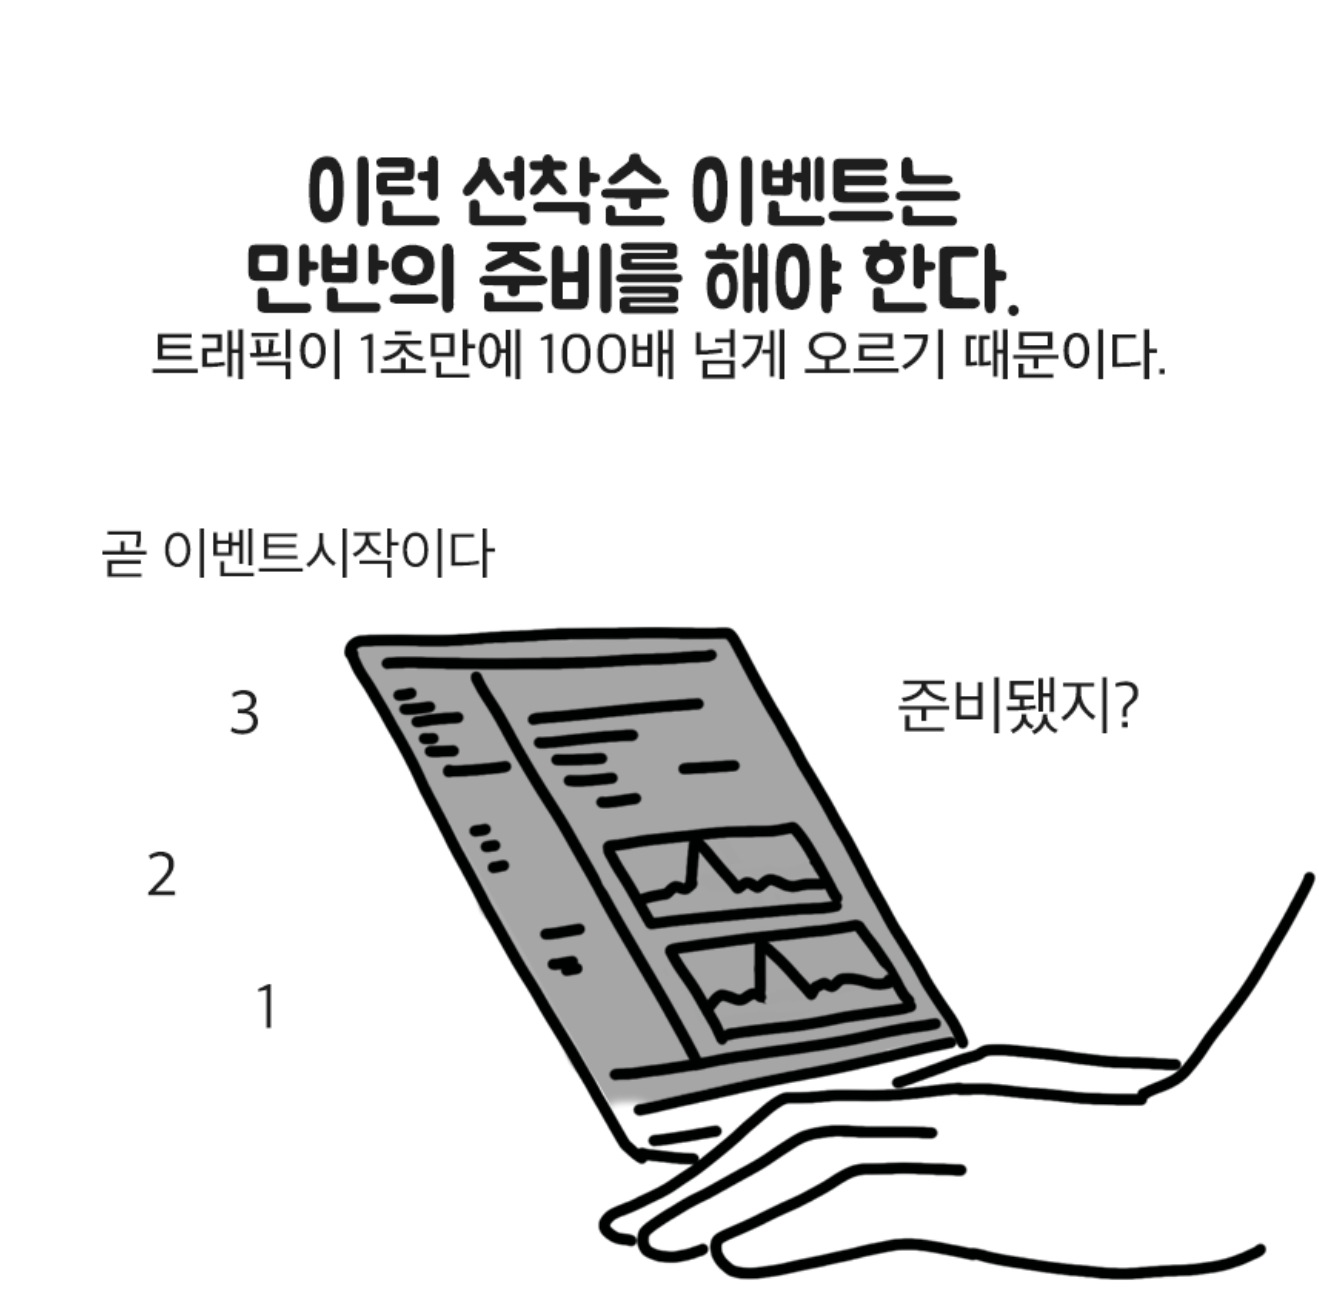 이런 선착순 이벤트는
만반의 준비를 해야 한다.
트래픽이 1초만에 100배 넘게 오르기 때문이다.
곧 이벤트시작이다
3
준비됐지?
2
1